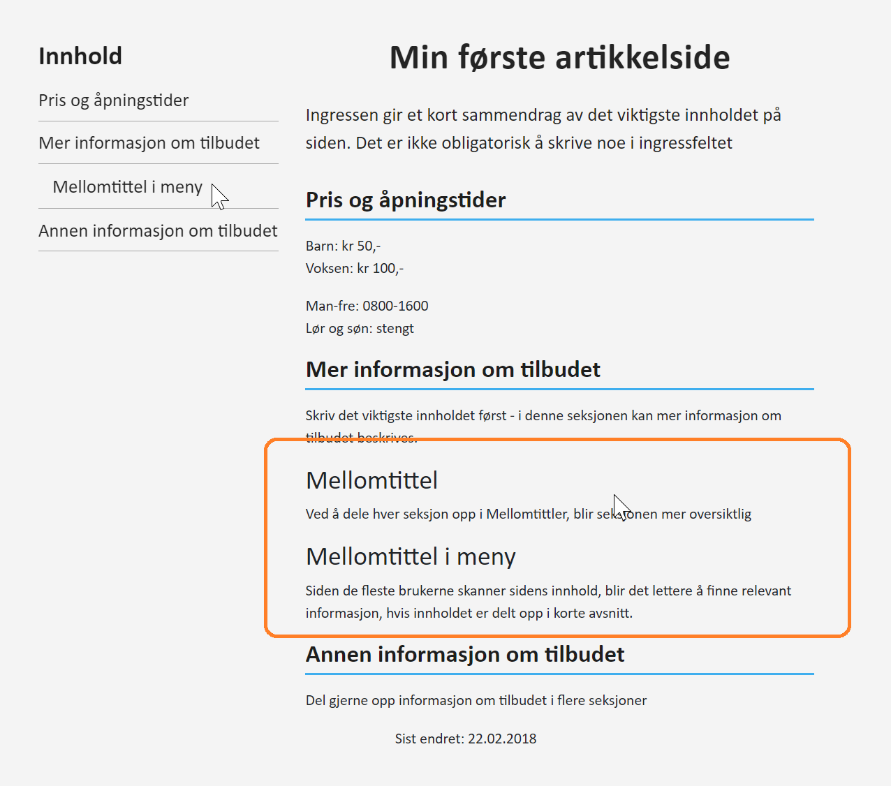 Innhold
Pris og åpningstider
Mer informasjon om tilbudet
Mellomtittel i meny
Annen informasjon om tilbudet
Min første artikkelside
Ingressen gir et kort sammendrag av det viktigste innholdet på
siden. Det er ikke obligatorisk å skrive noe i ingressfeltet
Pris og åpningstider
Barn: kr 50,-
Voksen: kr 100,-
Man-fre: 0800-1600
Lør og søn: stengt
Mer informasjon om tilbudet
Skriv det viktigste innholdet først - i denne seksjonen kan mer informasjon om
tilbudet beskrives.
Mellomtittel
Ved å dele hver seksjon opp i Mellomtittler, blir seksjonen mer oversiktlig
Mellomtittel i meny
Siden de fleste brukerne skanner sidens innhold, blir det lettere å finne relevant
informasjon, hvis innholdet er delt opp i korte avsnitt.
Annen informasjon om tilbudet
Del gjerne opp informasjon om tilbudet i flere seksjoner
Sist endret: 22.02.2018